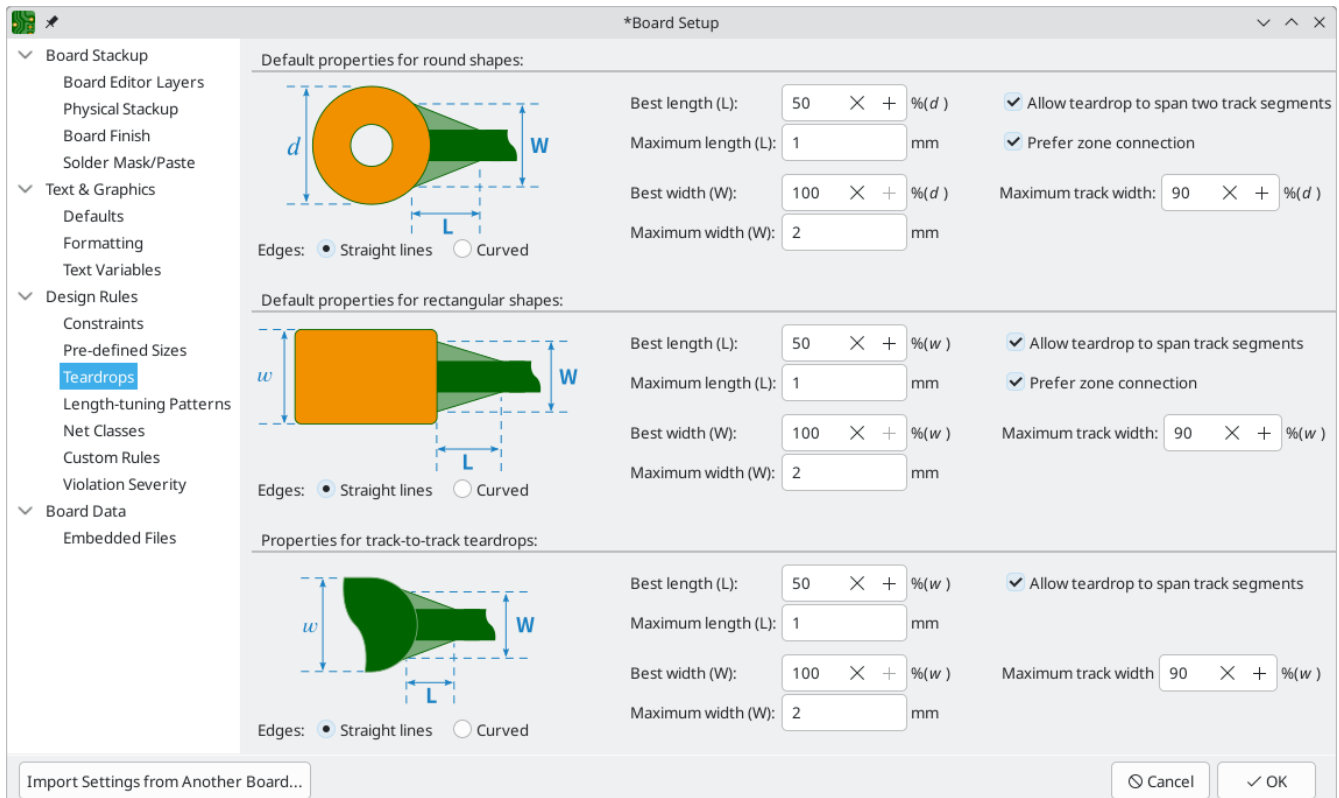 *Board Setup
Board Stackup
Board Editor Layers
Physical Stackup
Board Finish
Solder Mask/Paste
Text & Graphics
Defaults
Formatting
Text Variables
Design Rules
Constraints
Pre-defined Sizes
Teardrops
Length-tuning Patterns
Net Classes
Custom Rules
Violation Severity
Board Data
Embedded Files
Default properties for round shapes:
d
W
L
Edges: Straight lines Curved
Best length (L): 50 %(d )
Maximum length (L): 1 mm
Best width (W): 100 %(d )
Maximum width (W): 2 mm
Allow teardrop to span two track segments
Prefer zone connection
Maximum track width: 90 %(d )
Default properties for rectangular shapes:
w
W
L
Edges: Straight lines Curved
Best length (L): 50 %(w )
Maximum length (L): 1 mm
Best width (W): 100 %(w )
Maximum width (W): 2 mm
Allow teardrop to span track segments
Prefer zone connection
Maximum track width: 90 %(w )
Properties for track-to-track teardrops:
w
W
L
Edges: Straight lines Curved
Best length (L): 50 %(w )
Maximum length (L): 1 mm
Best width (W): 100 %(w )
Maximum width (W): 2 mm
Allow teardrop to span track segments
Maximum track width 90 %(w )
Import Settings from Another Board...
Cancel
OK